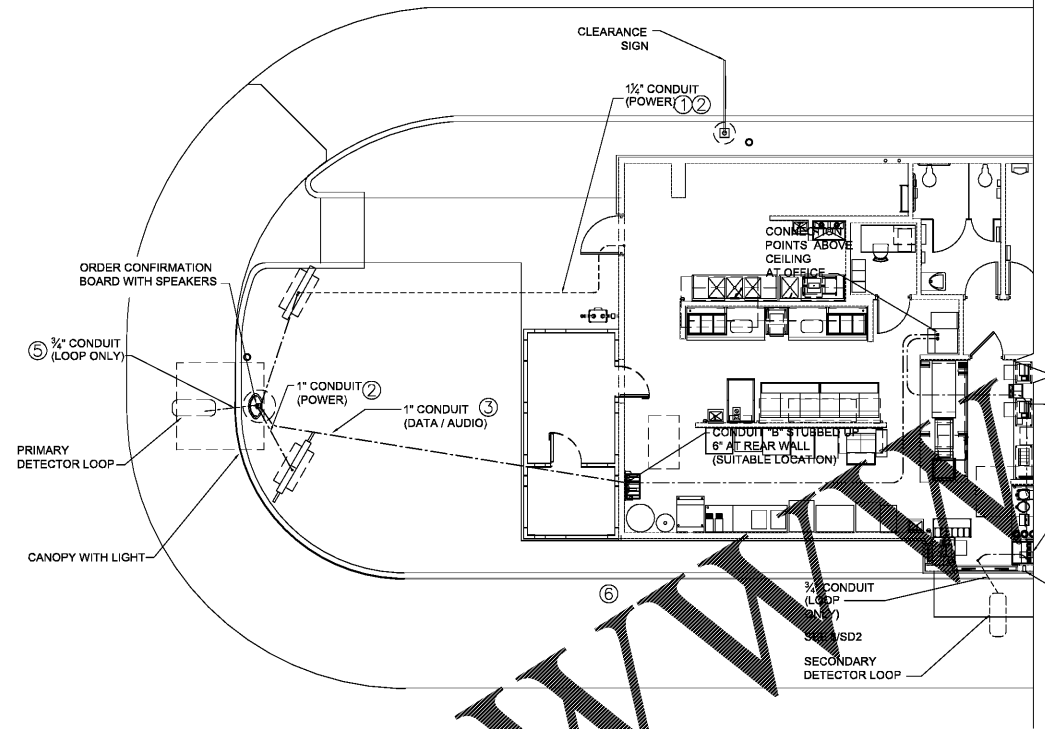 CLEARANCE
SIGN
1¼" CONDUIT
(POWER) ① ②
CONNECTION
POINTS ABOVE
CEILING
AT OFFICE
ORDER CONFIRMATION
BOARD WITH SPEAKERS
⑤ ¾" CONDUIT
(LOOP ONLY)
1" CONDUIT ②
(POWER)
1" CONDUIT ③
(DATA / AUDIO)
PRIMARY
DETECTOR LOOP
CONDUIT "B" STUBBED UP
6" AT REAR WALL
(SUITABLE LOCATION)
CANOPY WITH LIGHT
⑥
¾" CONDUIT
(LOOP
ONLY)
SEE /SD2
SECONDARY
DETECTOR LOOP
WWW